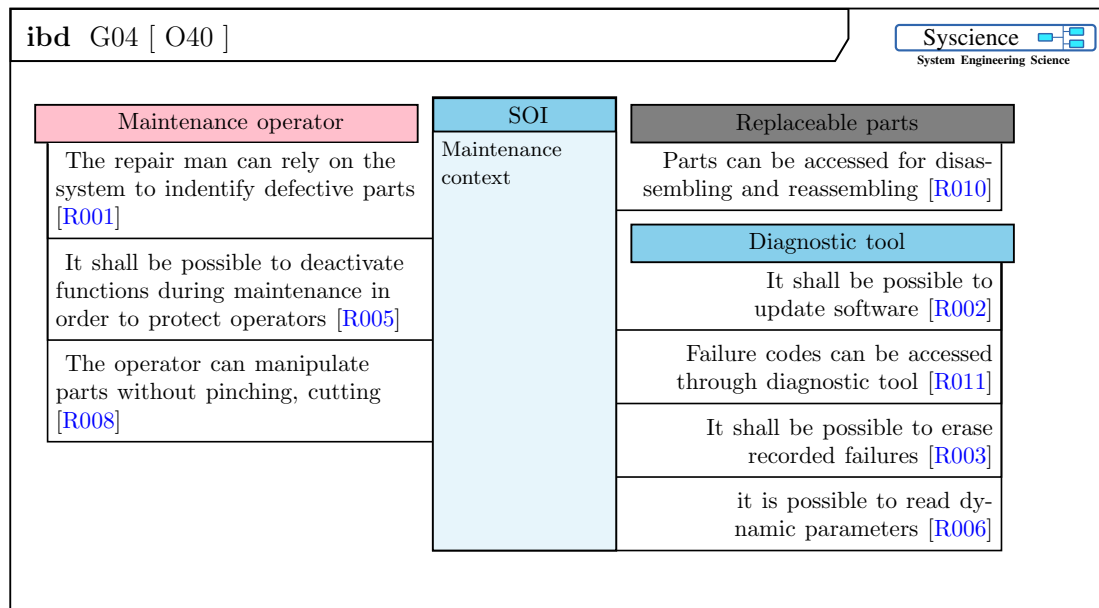 ibd G04 [ O40 ]
Syscience
System Engineering Science
Maintenance operator
The repair man can rely on the
system to indentify defective parts
[R001]
It shall be possible to deactivate
functions during maintenance in
order to protect operators [R005]
The operator can manipulate
parts without pinching, cutting
[R008]
SOI
Maintenance
context
Replaceable parts
Parts can be accessed for disas-
sembling and reassembling [R010]
Diagnostic tool
It shall be possible to
update software [R002]
Failure codes can be accessed
through diagnostic tool [R011]
It shall be possible to erase
recorded failures [R003]
it is possible to read dy-
namic parameters [R006]